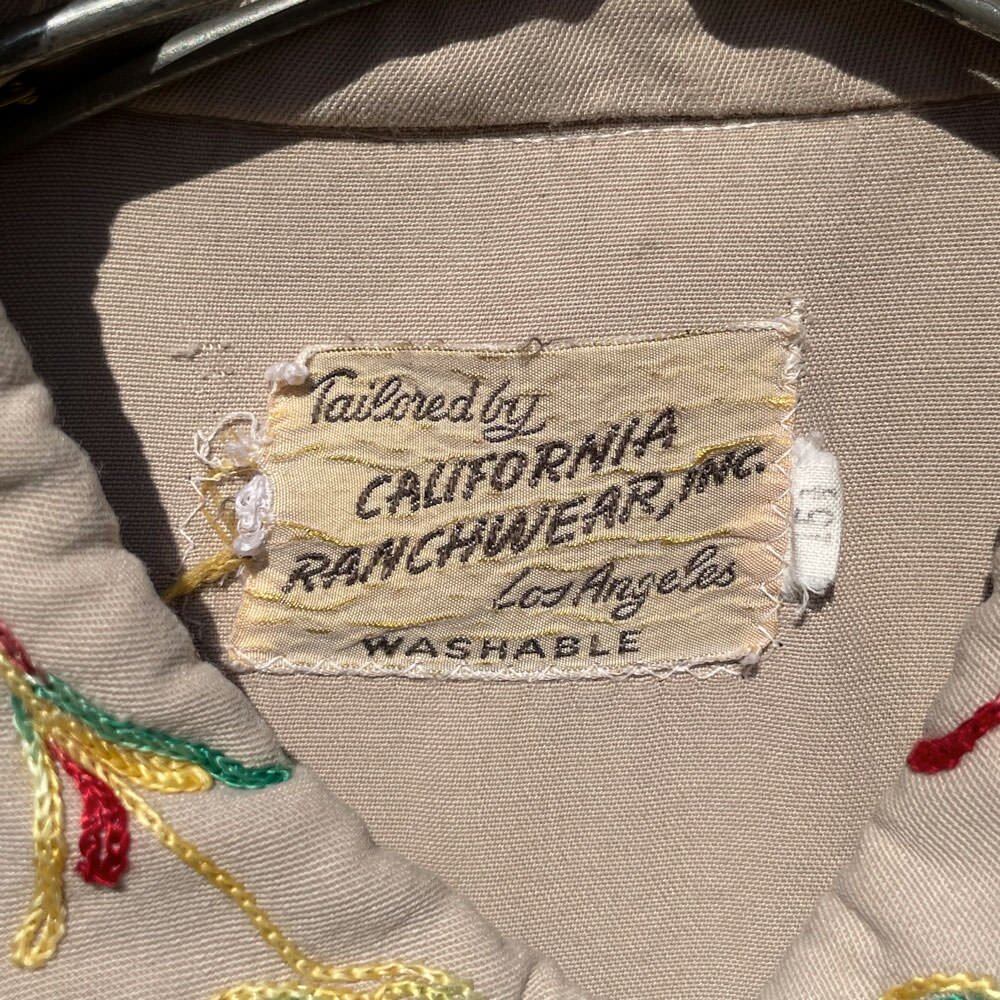 Tailored by
CALIFORNIA
RANCHWEAR, INC.
Los Angeles
WASHABLE